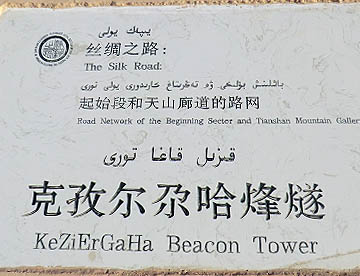 يىپەك يولى
丝绸之路:
The Silk Road:
باشلىنىش بۆلىكى ۋە تەڭرىتاغ كارىدورى يولى تورى
起始段和天山廊道的路网
Road Network of the Beginning Secter and Tianshan Mountain Galler
قىزىل قاغا تورى
克孜尔尕哈烽燧
KeZiErGaHa Beacon Tower